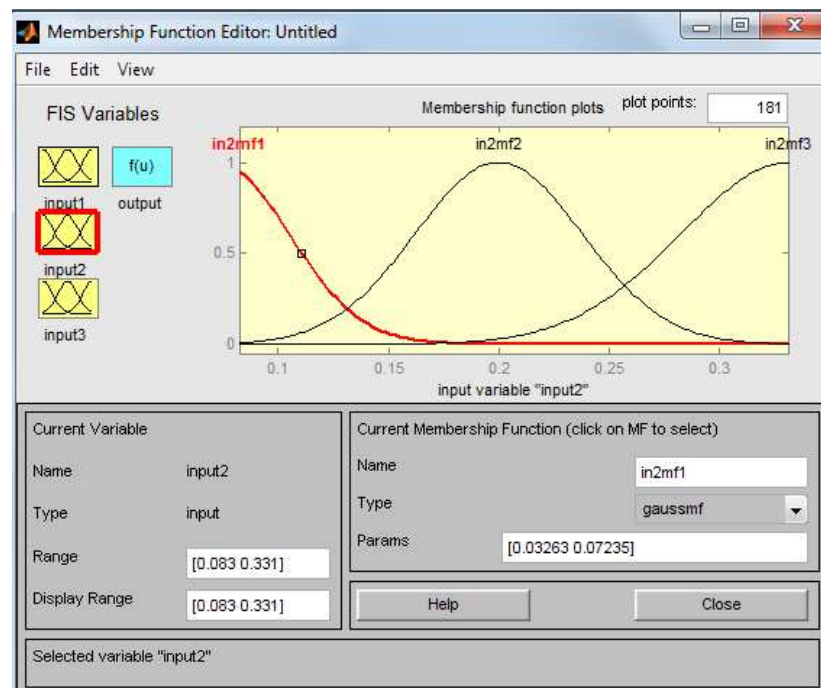 Membership Function Editor: Untitled
File Edit View
FIS Variables
Membership function plots plot points: 181
in2mf1 in2mf2 in2mf3
f(u)
1
input1 output
0.5
input2
input3
0
0.1 0.15 0.2 0.25 0.3
input variable "input2"
Current Variable
Name input2
Type input
Range [0.083 0.331]
Display Range [0.083 0.331]
Current Membership Function (click on MF to select)
Name in2mf1
Type gaussmf
Params [0.03263 0.07235]
Help Close
Selected variable "input2"